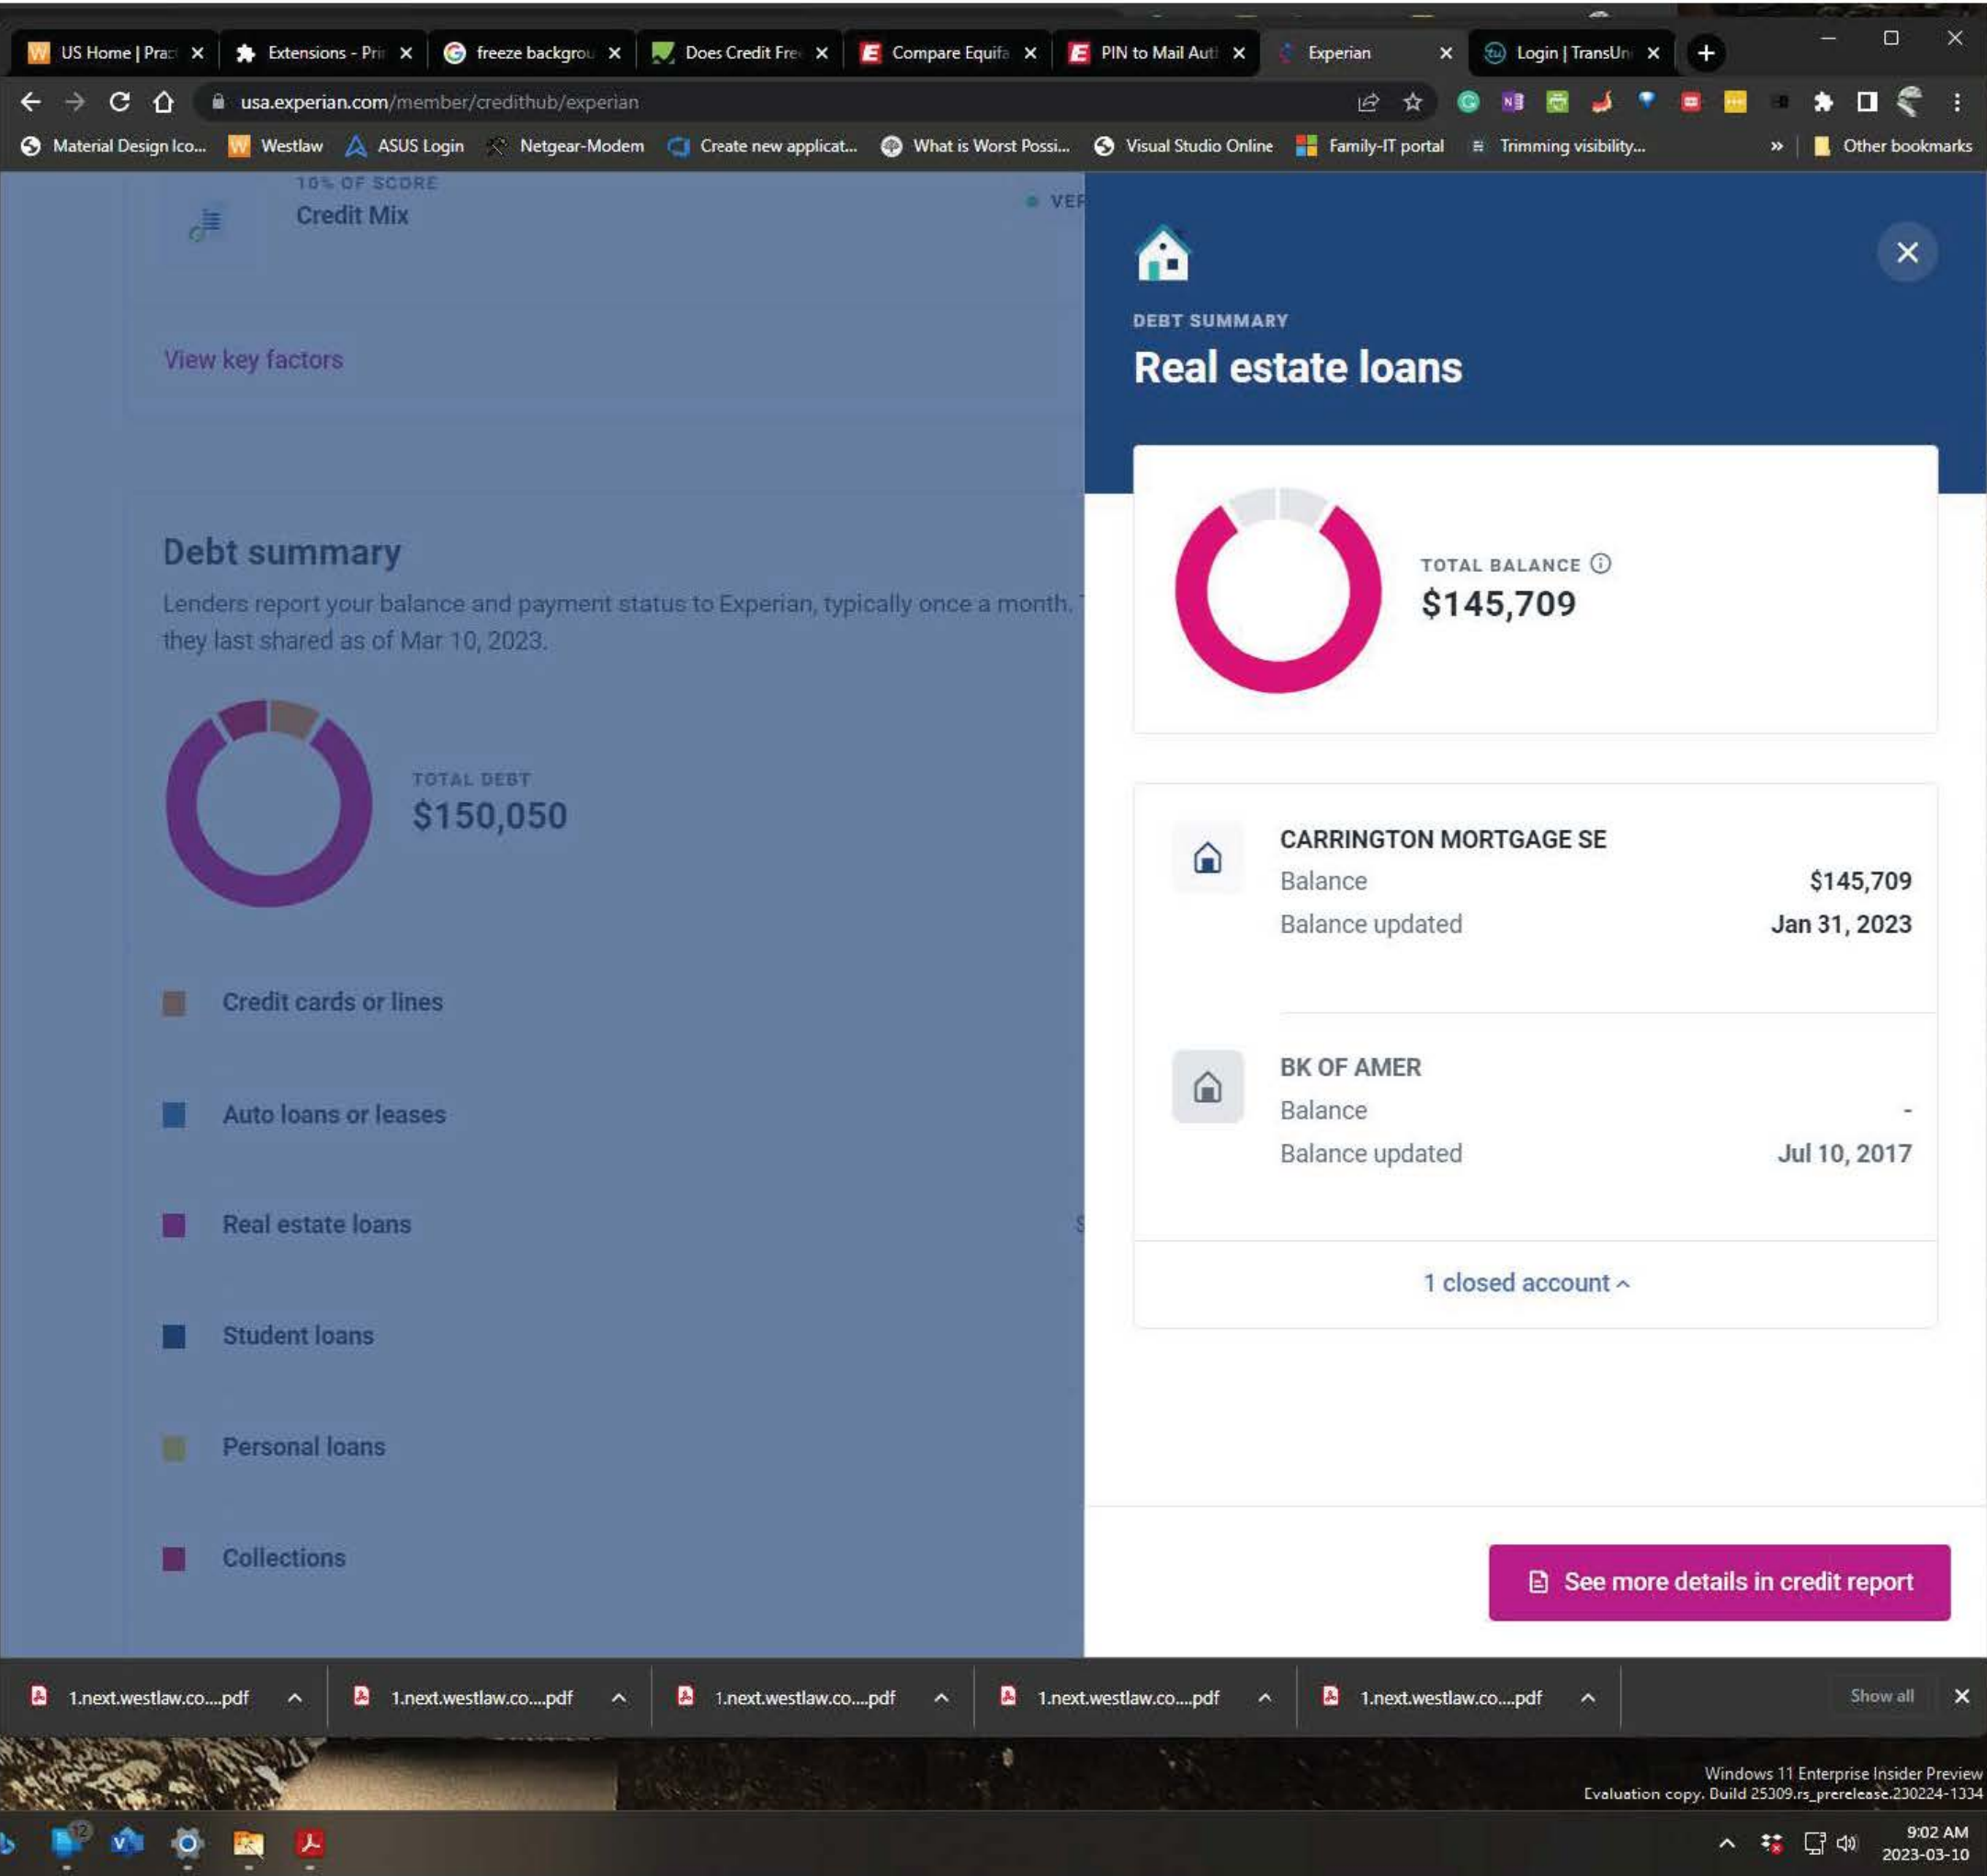 US Home | Prac
Extensions - Pri
freeze backgrou
Does Credit Fre
Compare Equifa
PIN to Mail Aut
Experian
Login | TransUn
usa.experian.com/member/credithub/experian
Material Design Ico...
Westlaw
ASUS Login
Netgear-Modem
Create new applicat...
What is Worst Possi...
Visual Studio Online
Family-IT portal
Trimming visibility...
»
Other bookmarks
10% OF SCORE
Credit Mix
VER
View key factors
Debt summary
Lenders report your balance and payment status to Experian, typically once a month.
they last shared as of Mar 10, 2023.
TOTAL DEBT
$150,050
Credit cards or lines
Auto loans or leases
Real estate loans
Student loans
Personal loans
Collections
DEBT SUMMARY
Real estate loans
TOTAL BALANCE
$145,709
CARRINGTON MORTGAGE SE
Balance $145,709
Balance updated Jan 31, 2023
BK OF AMER
Balance -
Balance updated Jul 10, 2017
1 closed account
See more details in credit report
1.next.westlaw.co....pdf
1.next.westlaw.co....pdf
1.next.westlaw.co....pdf
1.next.westlaw.co....pdf
1.next.westlaw.co....pdf
Show all
Windows 11 Enterprise Insider Preview
Evaluation copy. Build 25309.rs_prerelease.230224-1334
12
9:02 AM
2023-03-10